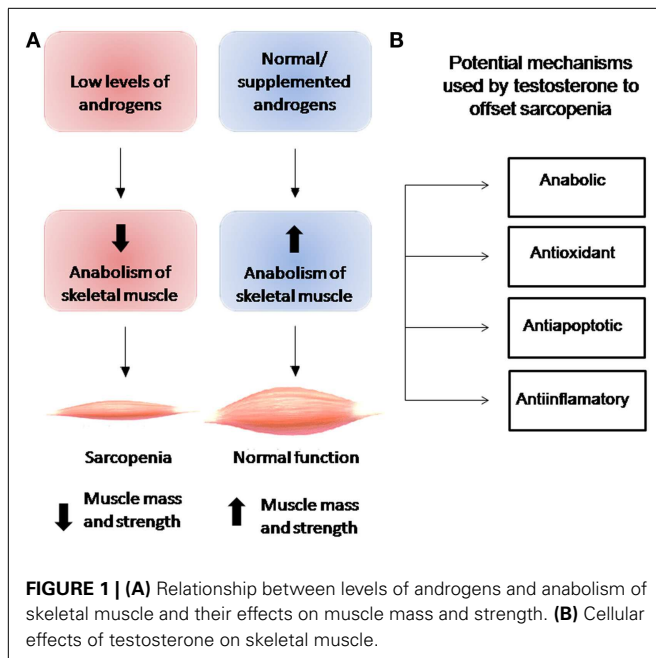 A
Low levels of
androgens
Normal/
supplemented
androgens
Anabolism of
skeletal muscle
Anabolism of
skeletal muscle
Sarcopenia
Normal function
Muscle mass
and strength
Muscle mass
and strength
B
Potential mechanisms
used by testosterone to
offset sarcopenia
Anabolic
Antioxidant
Antiapoptotic
Antiinflamatory
FIGURE 1 | (A) Relationship between levels of androgens and anabolism of
skeletal muscle and their effects on muscle mass and strength. (B) Cellular
effects of testosterone on skeletal muscle.